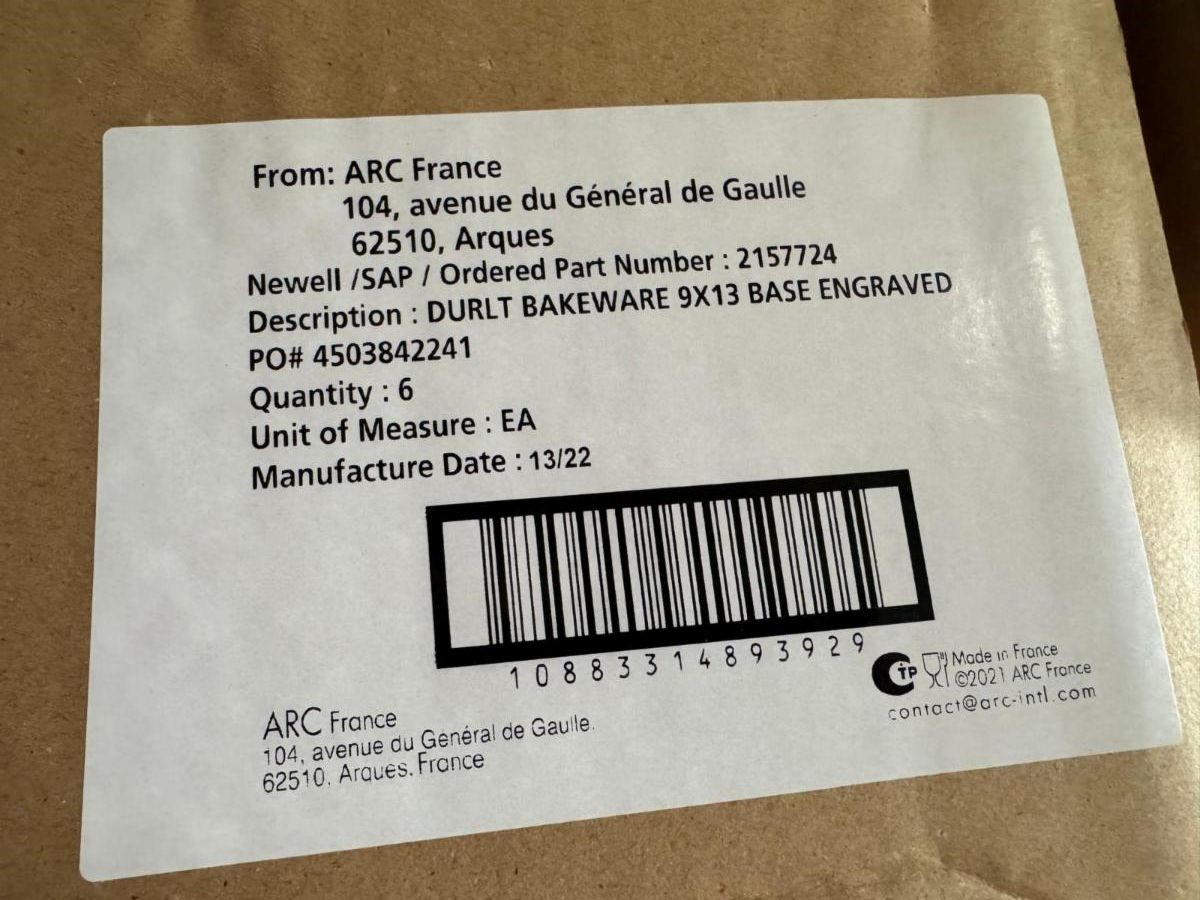 From: ARC France
104, avenue du Général de Gaulle
62510, Arques
Newell /SAP / Ordered Part Number : 2157724
Description : DURLT BAKEWARE 9X13 BASE ENGRAVED
PO# 4503842241
Quantity : 6
Unit of Measure : EA
Manufacture Date : 13/22
10883314893929
CTP
Made in France
©2021 ARC France
contact@arc-intl.com
ARC France
104, avenue du Général de Gaulle.
62510, Arques, France